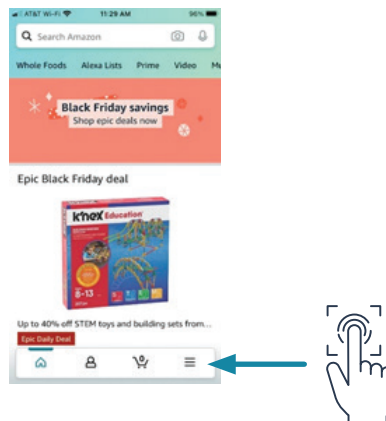 AT&T Wi-Fi 11:29 AM 96%
Search Amazon
Whole Foods Alexa Lists Prime Video M
Black Friday savings
Shop epic deals now
Epic Black Friday deal
K'NEX Education
8-13
Up to 40% off STEM toys and building sets from...
Epic Daily Deal
0